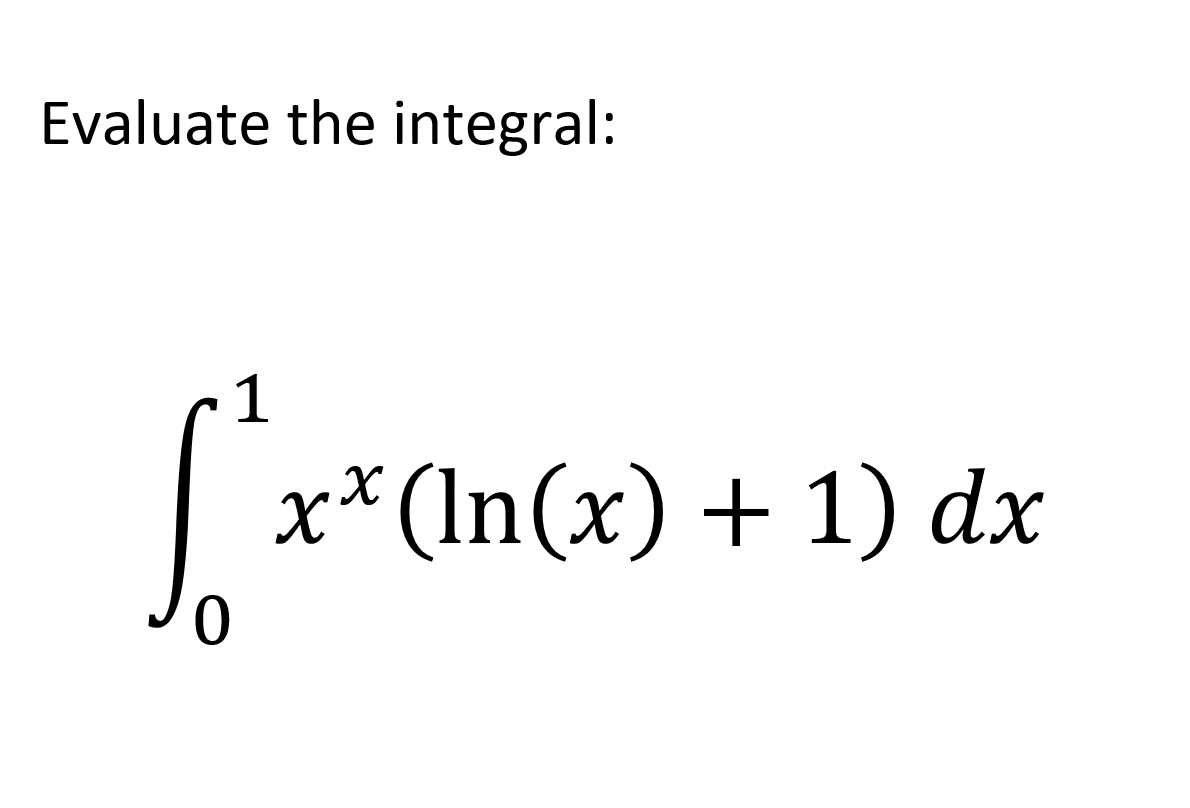 Evaluate the integral:
∫₀¹ xˣ(ln(x) + 1) dx